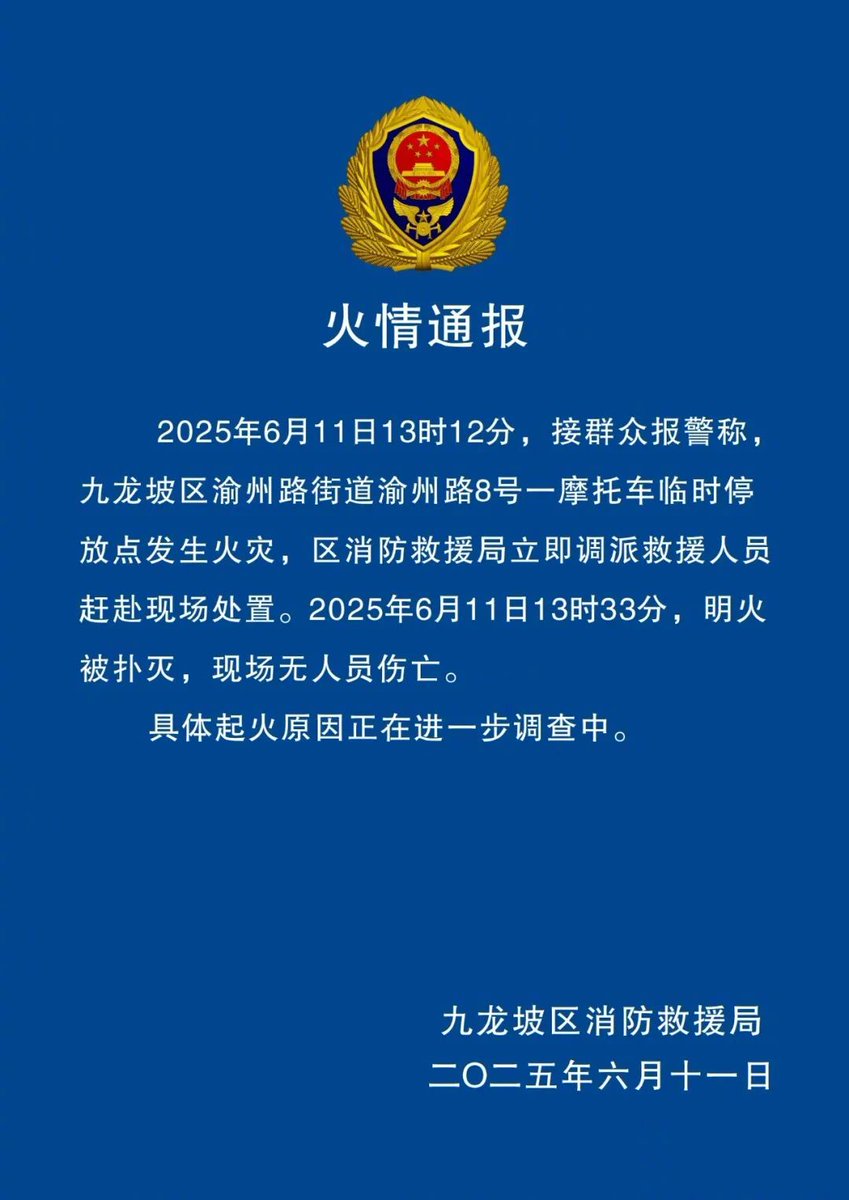 火情通报
2025年6月11日13时12分，接群众报警称，
九龙坡区渝州路街道渝州路8号一摩托车临时停
放点发生火灾，区消防救援局立即调派救援人员
赶赴现场处置。2025年6月11日13时33分，明火
被扑灭，现场无人员伤亡。
具体起火原因正在进一步调查中。
九龙坡区消防救援局
二〇二五年六月十一日